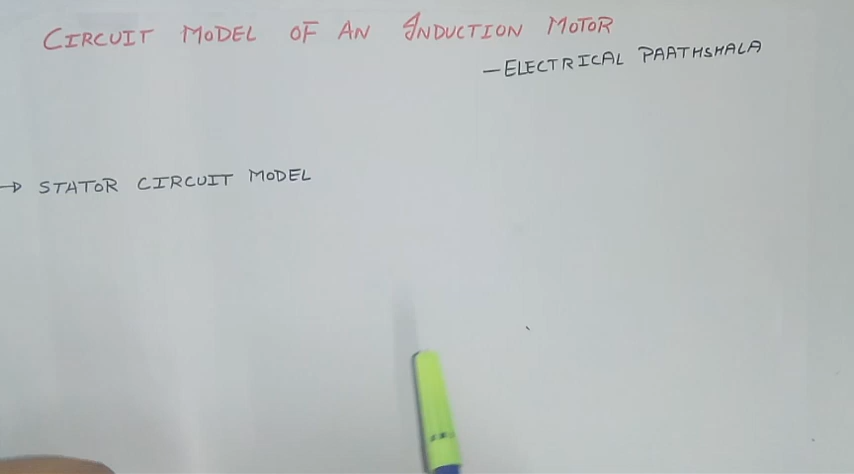 CIRCUIT MODEL OF AN INDUCTION MOTOR
- ELECTRICAL PAATHSHALA
→ STATOR CIRCUIT MODEL